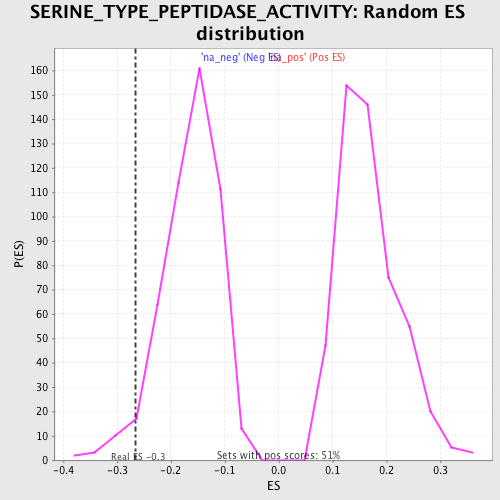 SERINE_TYPE_PEPTIDASE_ACTIVITY: Random ES
distribution
'na_neg' (Neg ES) 'na_pos' (Pos ES)
160
150
140
130
120
110
100
90
80
70
60
50
40
30
20
10
0
P(ES)
Real ES -0.3
Sets with pos scores: 51%
-0.4 -0.3 -0.2 -0.1 0.0 0.1 0.2 0.3
ES